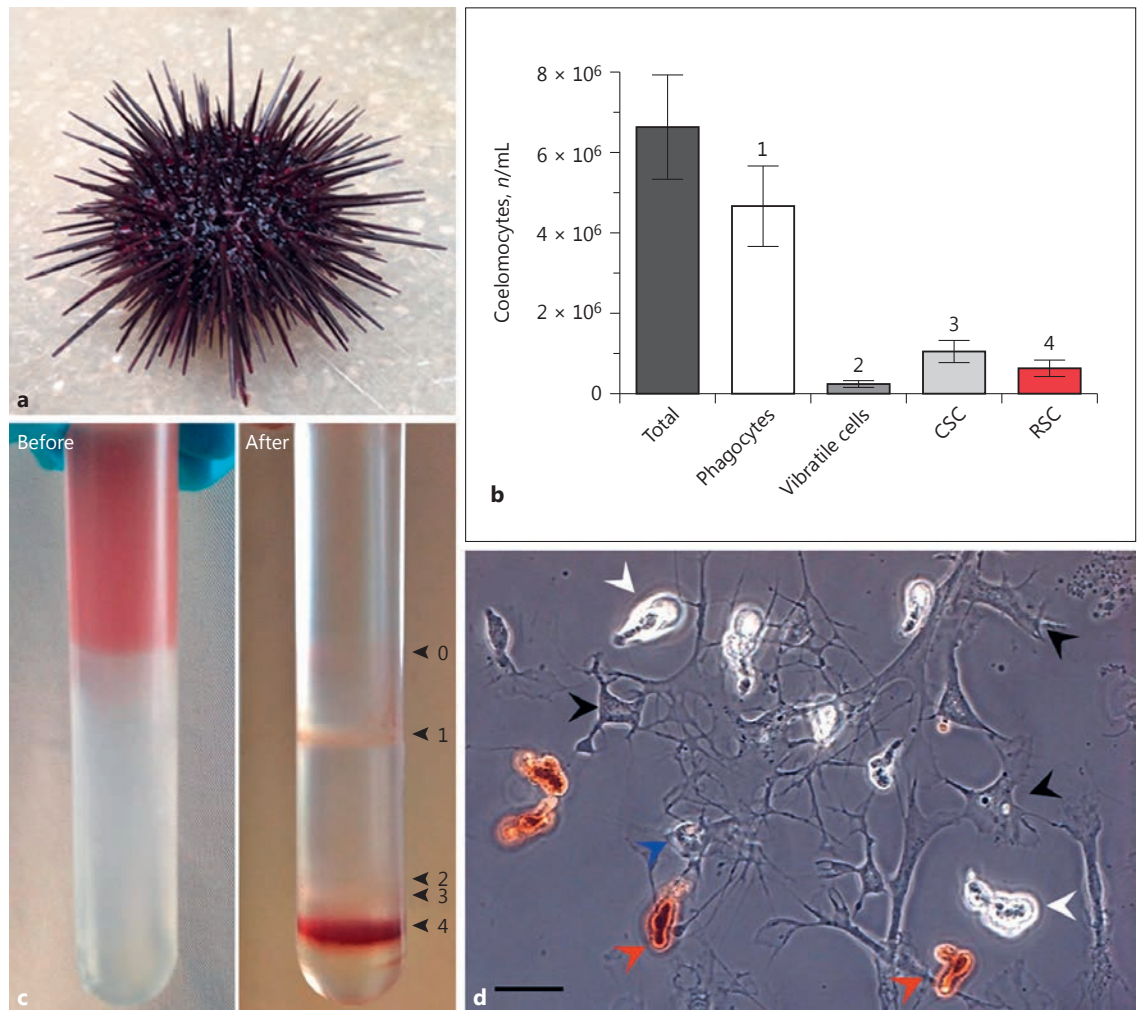 a
8 × 10⁶
6 × 10⁶
4 × 10⁶
2 × 10⁶
0
Coelomocytes, n/mL
1
2
3
4
Total
Phagocytes
Vibratile cells
CSC
RSC
b
Before
After
0
1
2
3
4
c
d